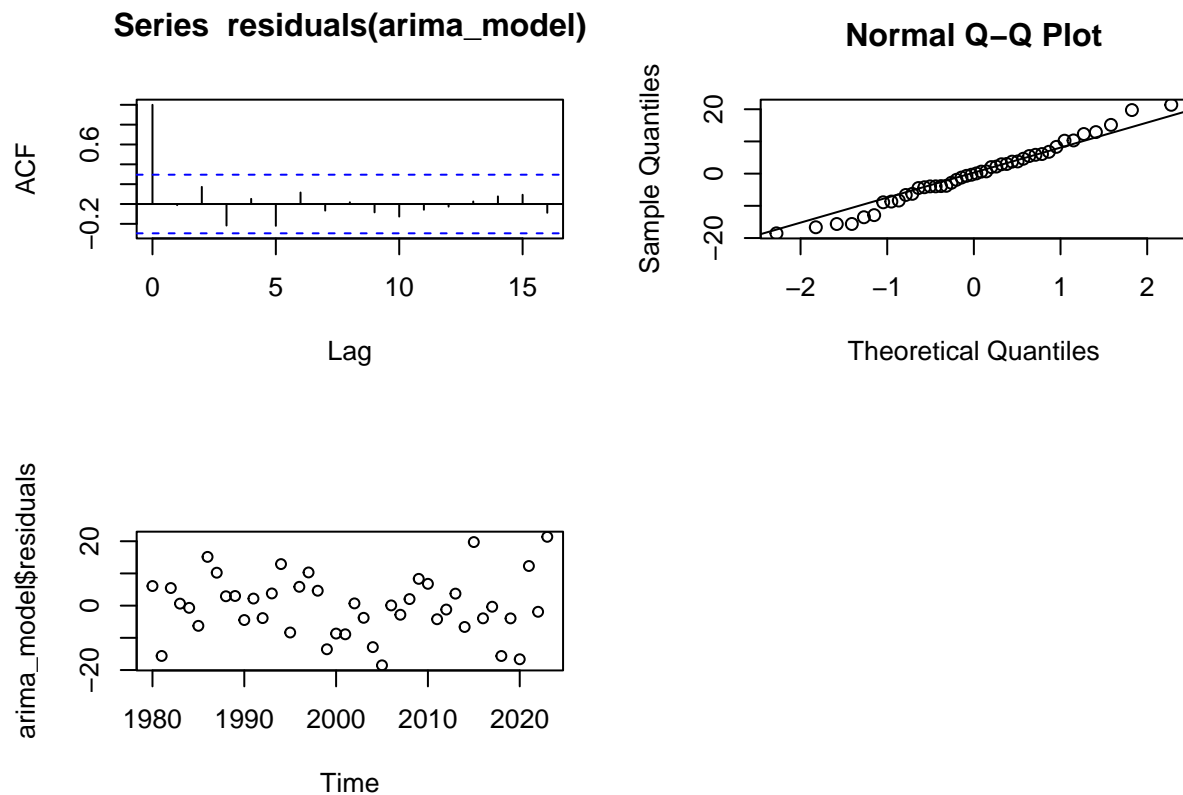 Series  residuals(arima_model)
ACF
0.6
−0.2
0 5 10 15
Lag
Normal Q−Q Plot
Sample Quantiles
20
0
−20
−2 −1 0 1 2
Theoretical Quantiles
arima_model$residuals
20
0
−20
1980 1990 2000 2010 2020
Time